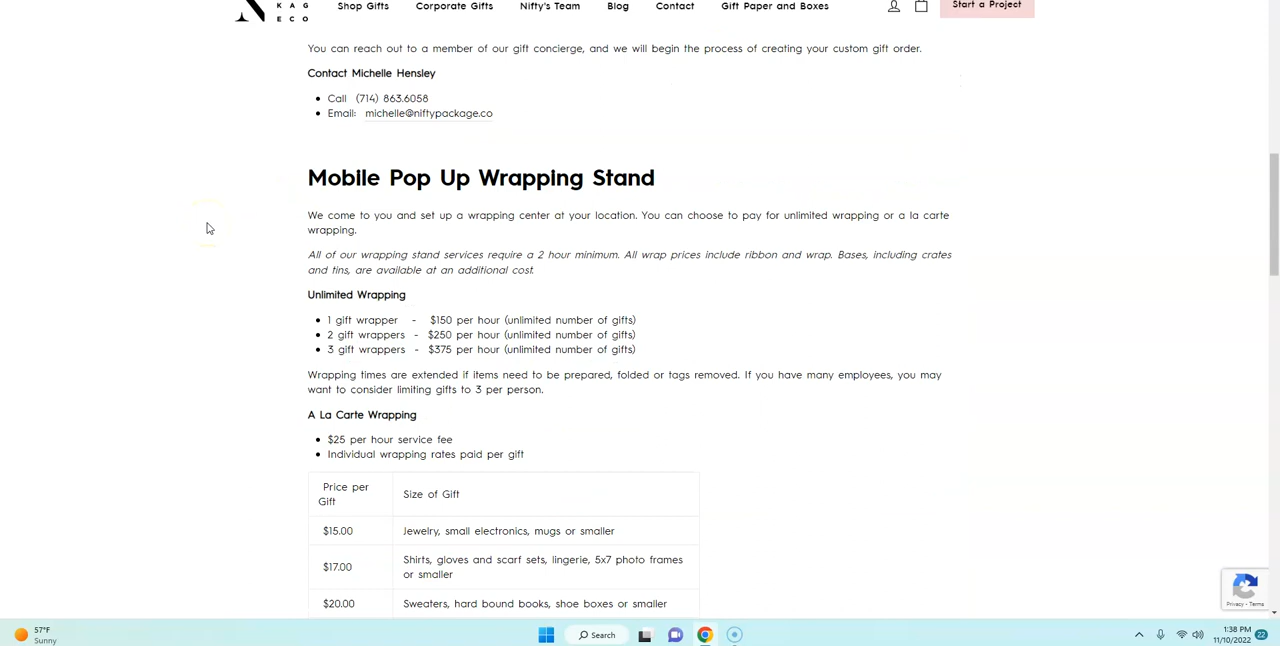 K A G
E C O
Shop Gifts Corporate Gifts Nifty's Team Blog Contact Gift Paper and Boxes Start a Project
You can reach out to a member of our gift concierge, and we will begin the process of creating your custom gift order.
Contact Michelle Hensley
Call (714) 863.6058
Email: michelle@niftypackage.co
Mobile Pop Up Wrapping Stand
We come to you and set up a wrapping center at your location. You can choose to pay for unlimited wrapping or a la carte
wrapping.
All of our wrapping stand services require a 2 hour minimum. All wrap prices include ribbon and wrap. Bases, including crates
and tins, are available at an additional cost.
Unlimited Wrapping
1 gift wrapper - $150 per hour (unlimited number of gifts)
2 gift wrappers - $250 per hour (unlimited number of gifts)
3 gift wrappers - $375 per hour (unlimited number of gifts)
Wrapping times are extended if items need to be prepared, folded or tags removed. If you have many employees, you may
want to consider limiting gifts to 3 per person.
A La Carte Wrapping
$25 per hour service fee
Individual wrapping rates paid per gift
Price per
Gift
Size of Gift
$15.00 Jewelry, small electronics, mugs or smaller
$17.00 Shirts, gloves and scarf sets, lingerie, 5x7 photo frames
or smaller
$20.00 Sweaters, hard bound books, shoe boxes or smaller
Privacy - Terms
57°F
Sunny
Search
1:38 PM
11/10/2022
22